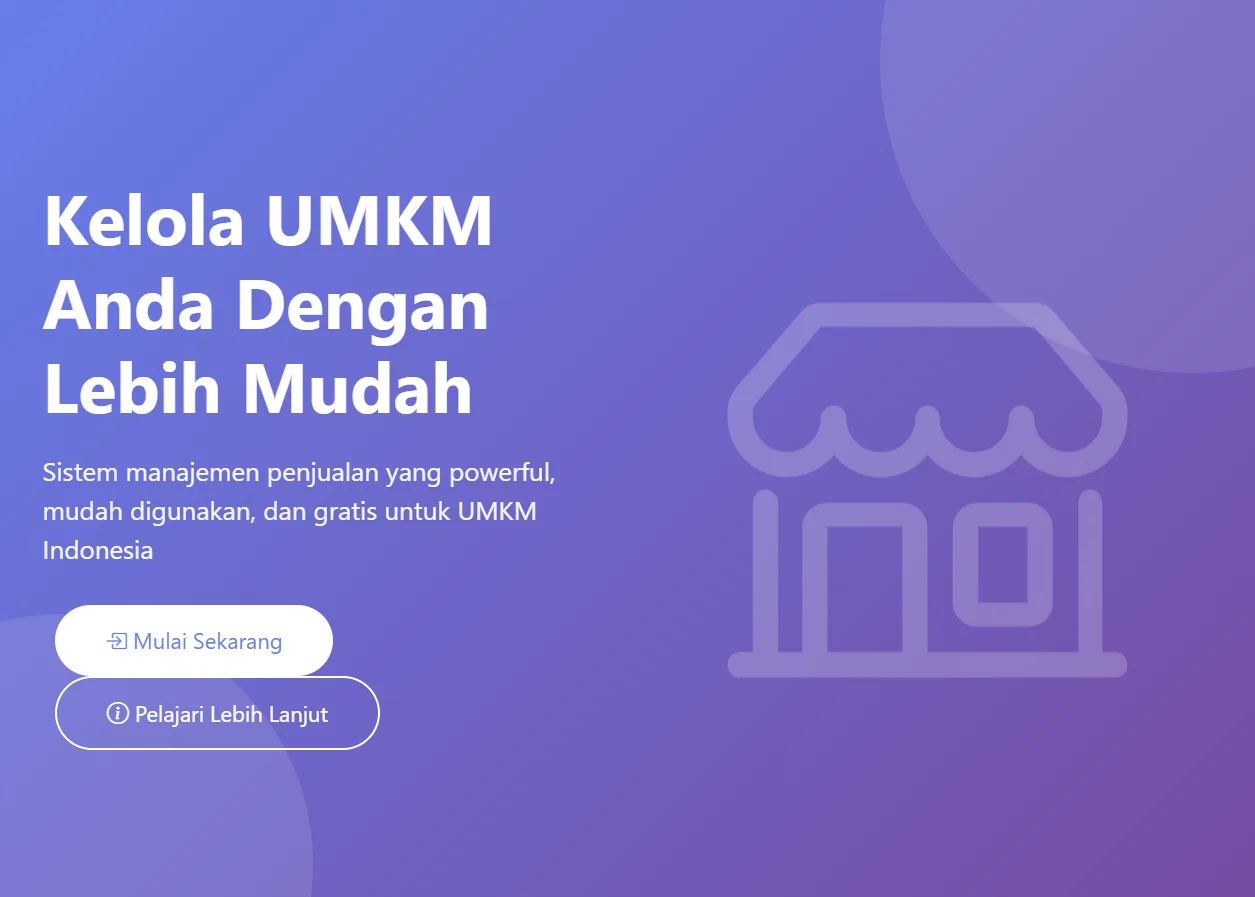 Kelola UMKM
Anda Dengan
Lebih Mudah
Sistem manajemen penjualan yang powerful,
mudah digunakan, dan gratis untuk UMKM
Indonesia
Mulai Sekarang
Pelajari Lebih Lanjut